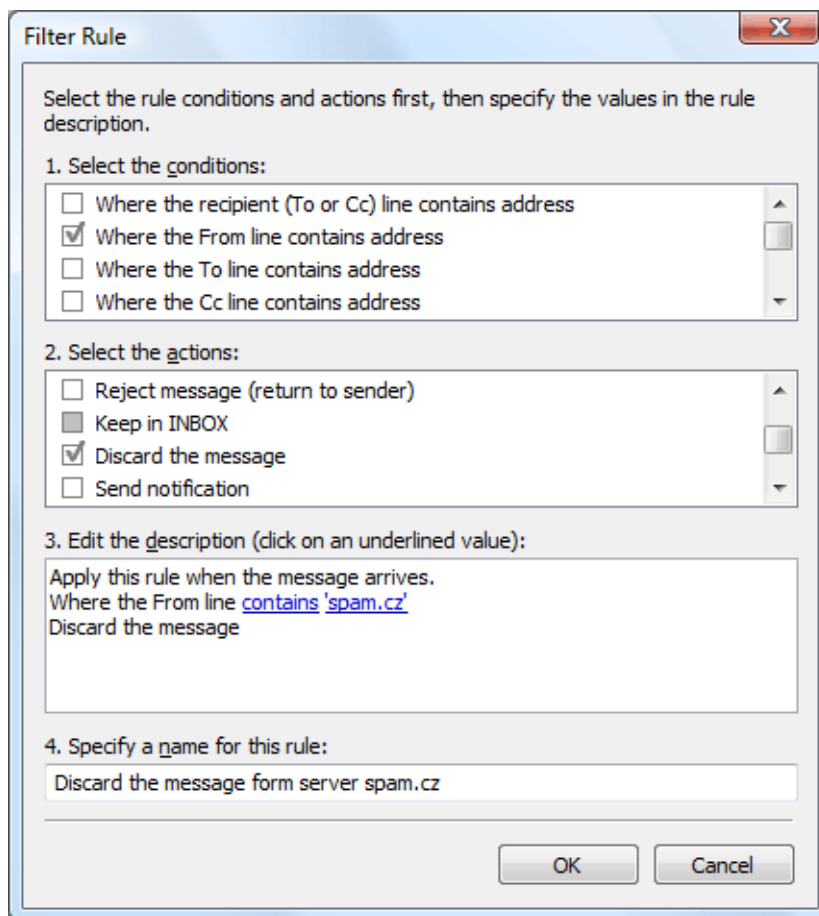 Filter Rule
Select the rule conditions and actions first, then specify the values in the rule
description.
1. Select the conditions:
Where the recipient (To or Cc) line contains address
Where the From line contains address
Where the To line contains address
Where the Cc line contains address
2. Select the actions:
Reject message (return to sender)
Keep in INBOX
Discard the message
Send notification
3. Edit the description (click on an underlined value):
Apply this rule when the message arrives.
Where the From line contains 'spam.cz'
Discard the message
4. Specify a name for this rule:
Discard the message form server spam.cz
OK Cancel